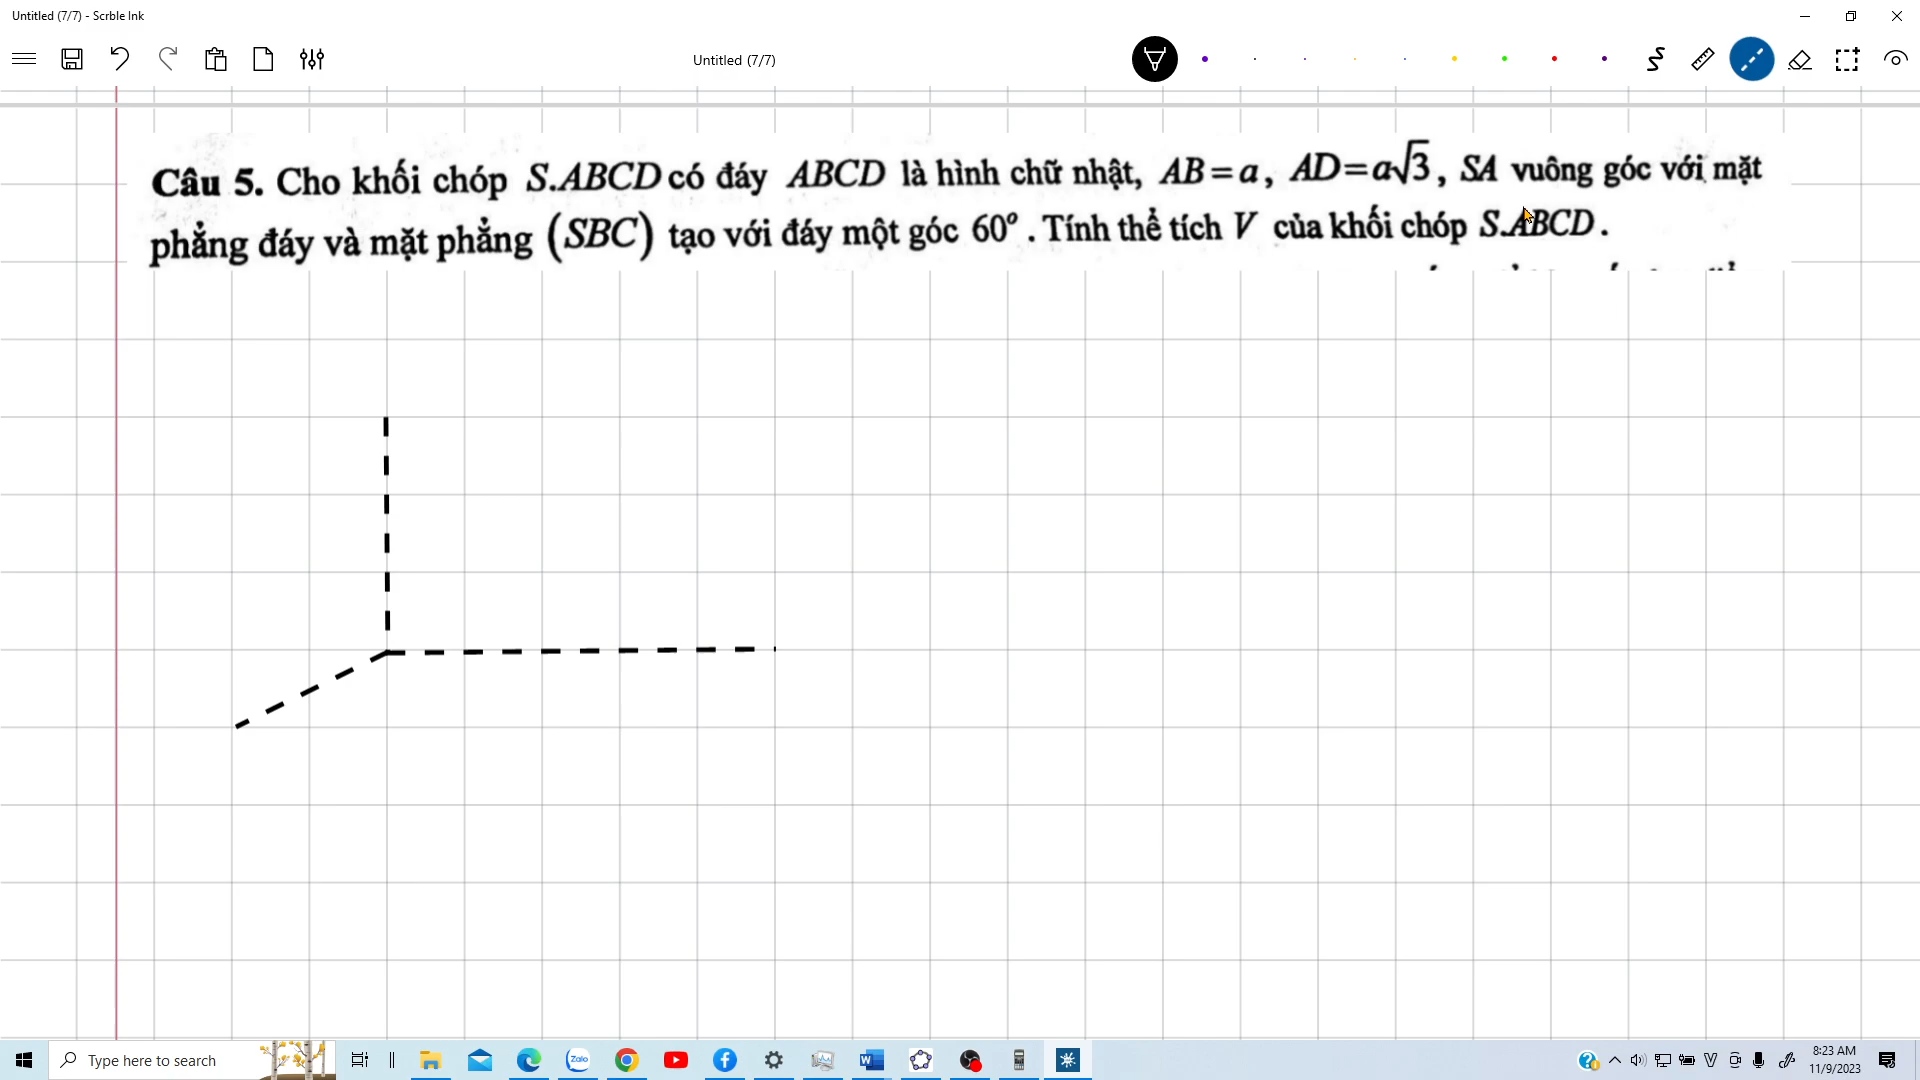 Untitled (7/7) - Scrble Ink
Untitled (7/7)
Câu 5. Cho khối chóp S.ABCD có đáy ABCD là hình chữ nhật, AB=a, AD=a√3, SA vuông góc với mặt
phẳng đáy và mặt phẳng (SBC) tạo với đáy một góc 60°. Tính thể tích V của khối chóp S.ABCD.
Type here to search
Zalo
8:23 AM
11/9/2023